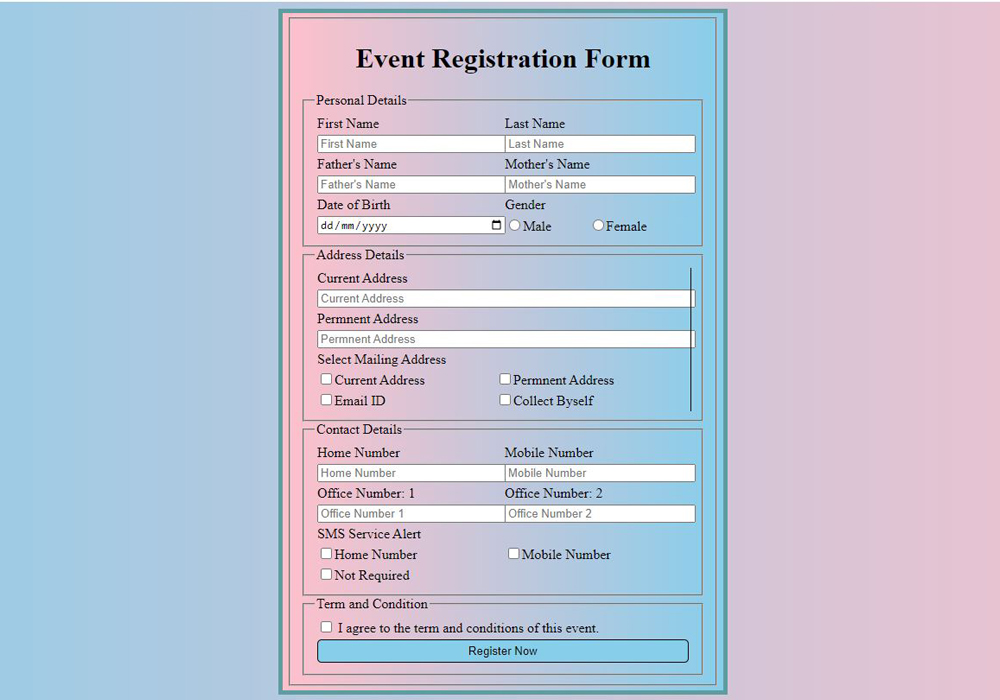 Event Registration Form
Personal Details
First Name Last Name
First Name Last Name
Father's Name Mother's Name
Father's Name Mother's Name
Date of Birth Gender
dd/mm/yyyy Male Female
Address Details
Current Address
Current Address
Permnent Address
Permnent Address
Select Mailing Address
Current Address Permnent Address
Email ID Collect Byself
Contact Details
Home Number Mobile Number
Home Number Mobile Number
Office Number: 1 Office Number: 2
Office Number 1 Office Number 2
SMS Service Alert
Home Number Mobile Number
Not Required
Term and Condition
I agree to the term and conditions of this event.
Register Now